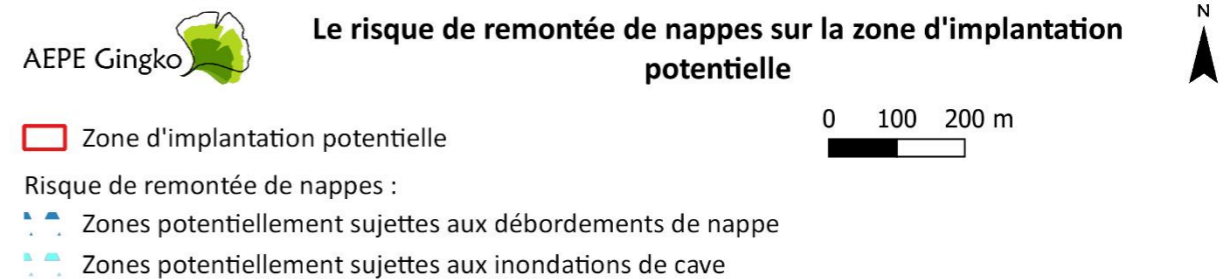 AEPE Gingko
Le risque de remontée de nappes sur la zone d'implantation
potentielle
N
Zone d'implantation potentielle
0 100 200 m
Risque de remontée de nappes :
Zones potentiellement sujettes aux débordements de nappe
Zones potentiellement sujettes aux inondations de cave